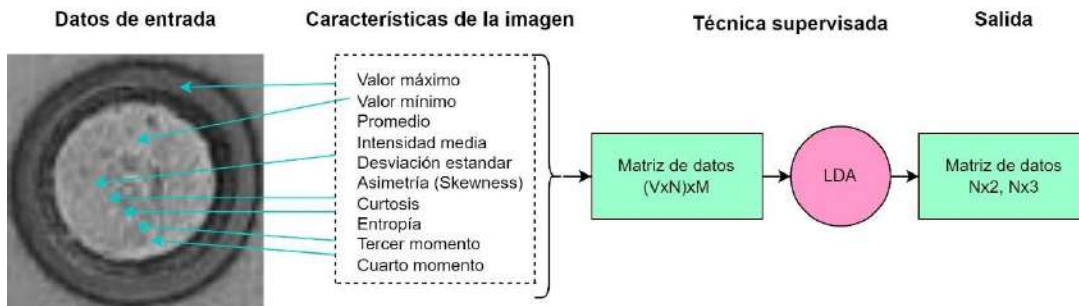 Datos de entrada
Características de la imagen
Técnica supervisada
Salida
Valor máximo
Valor mínimo
Promedio
Intensidad media
Desviación estandar
Asimetría (Skewness)
Curtosis
Entropía
Tercer momento
Cuarto momento
Matriz de datos
(VxN)xM
LDA
Matriz de datos
Nx2, Nx3